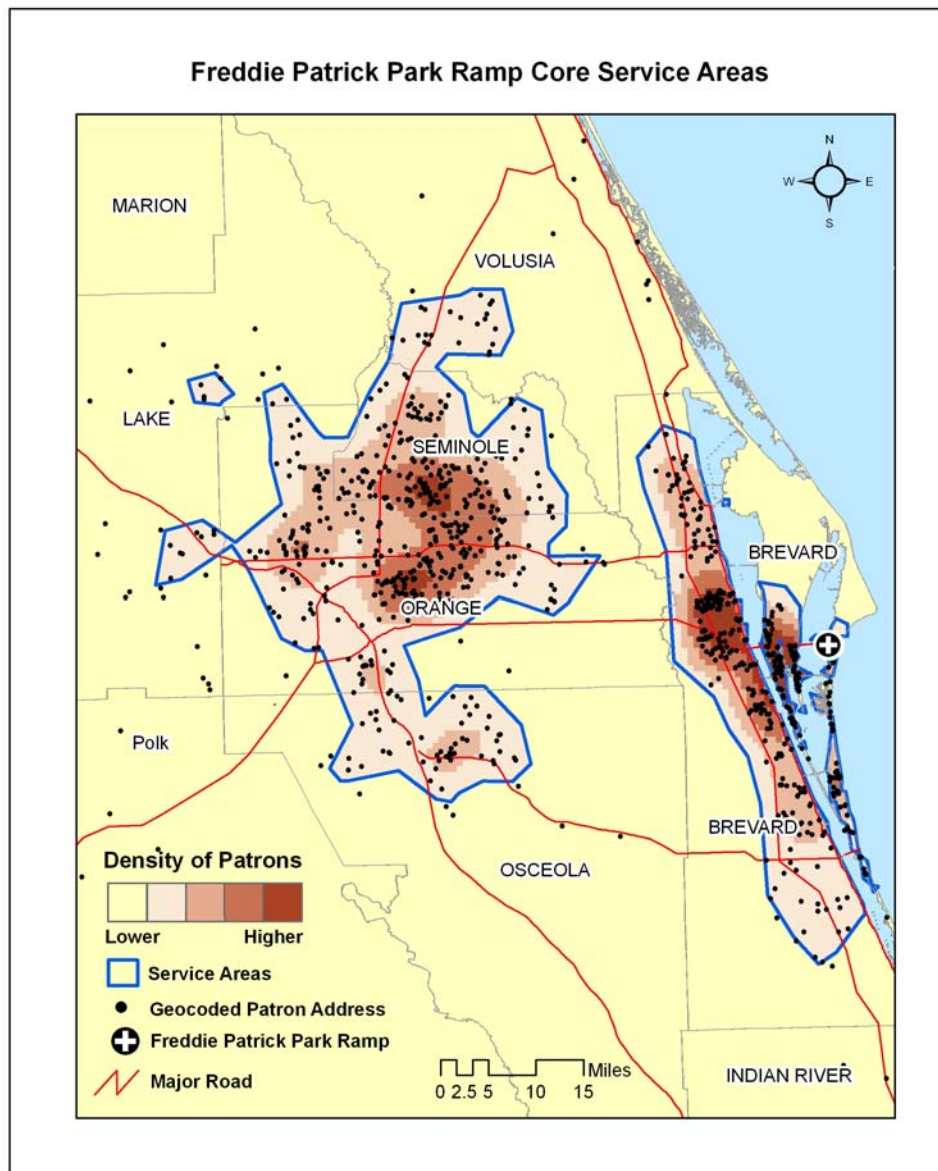 Freddie Patrick Park Ramp Core Service Areas
N
W E
S
MARION
VOLUSIA
LAKE
SEMINOLE
BREVARD
ORANGE
Polk
BREVARD
OSCEOLA
Density of Patrons
Lower Higher
Service Areas
Geocoded Patron Address
Freddie Patrick Park Ramp
Major Road
Miles
0 2.5 5 10 15
INDIAN RIVER